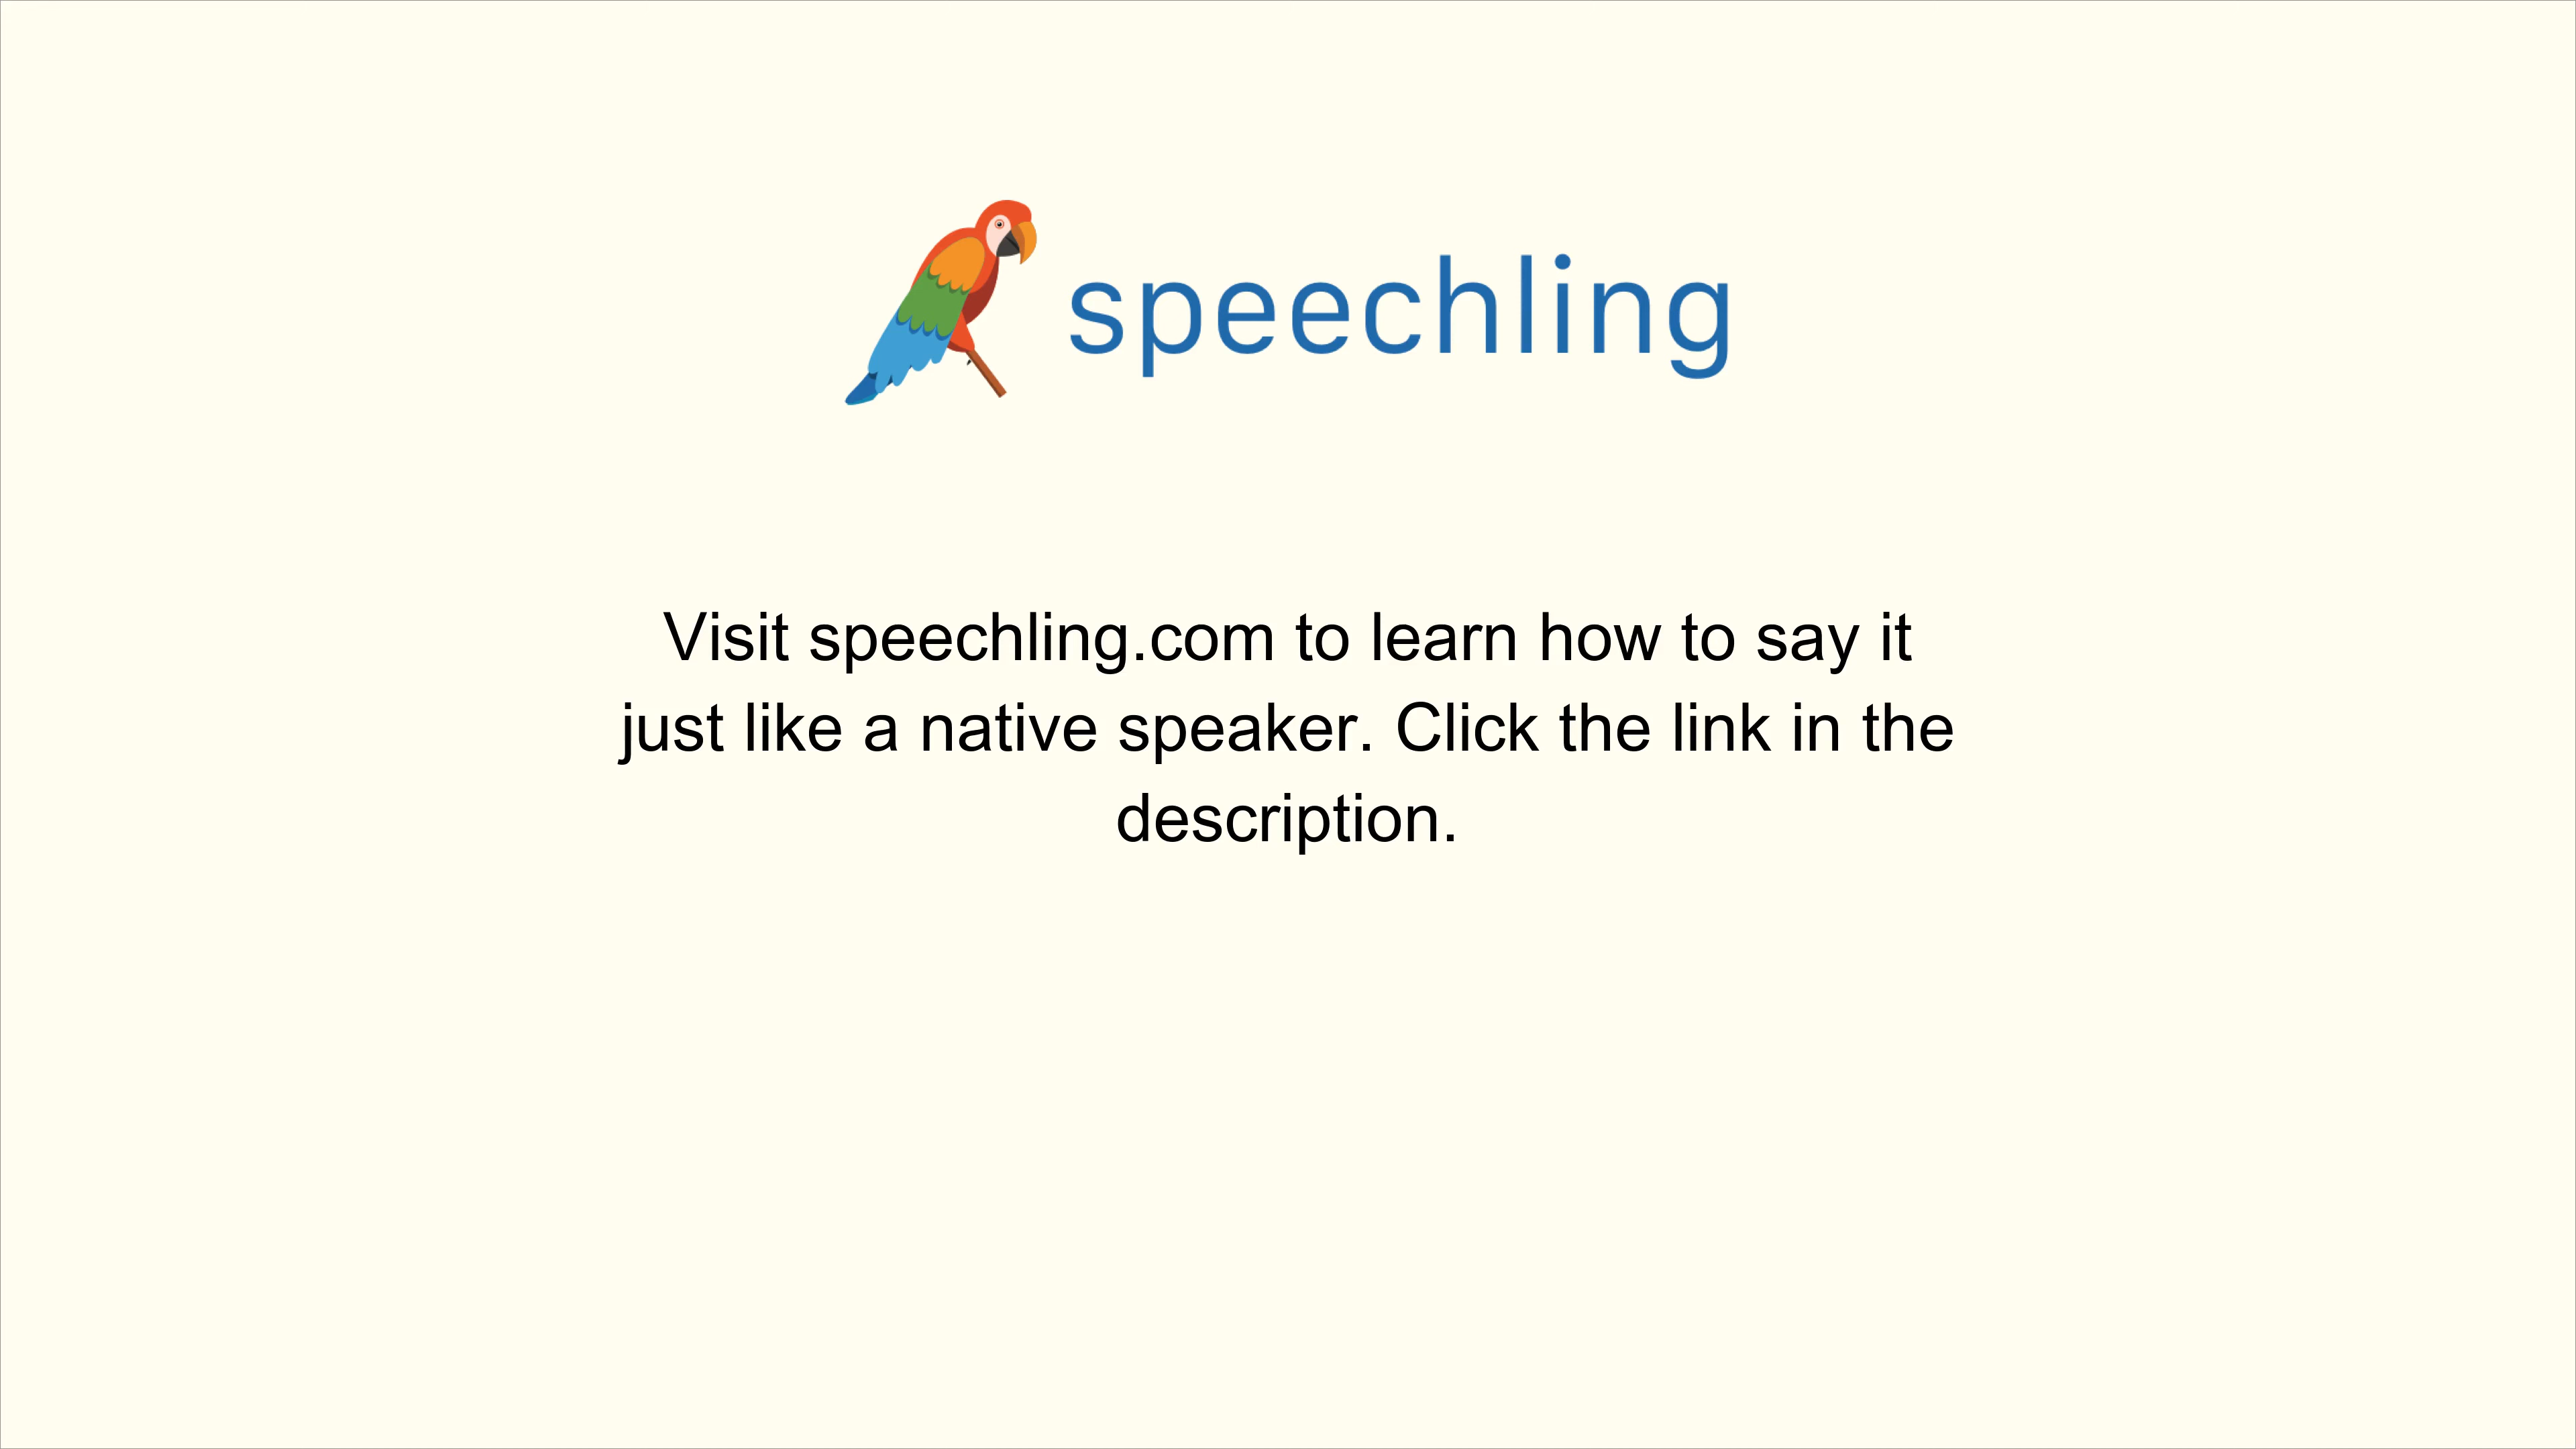 speechling
Visit speechling.com to learn how to say it
just like a native speaker. Click the link in the
description.